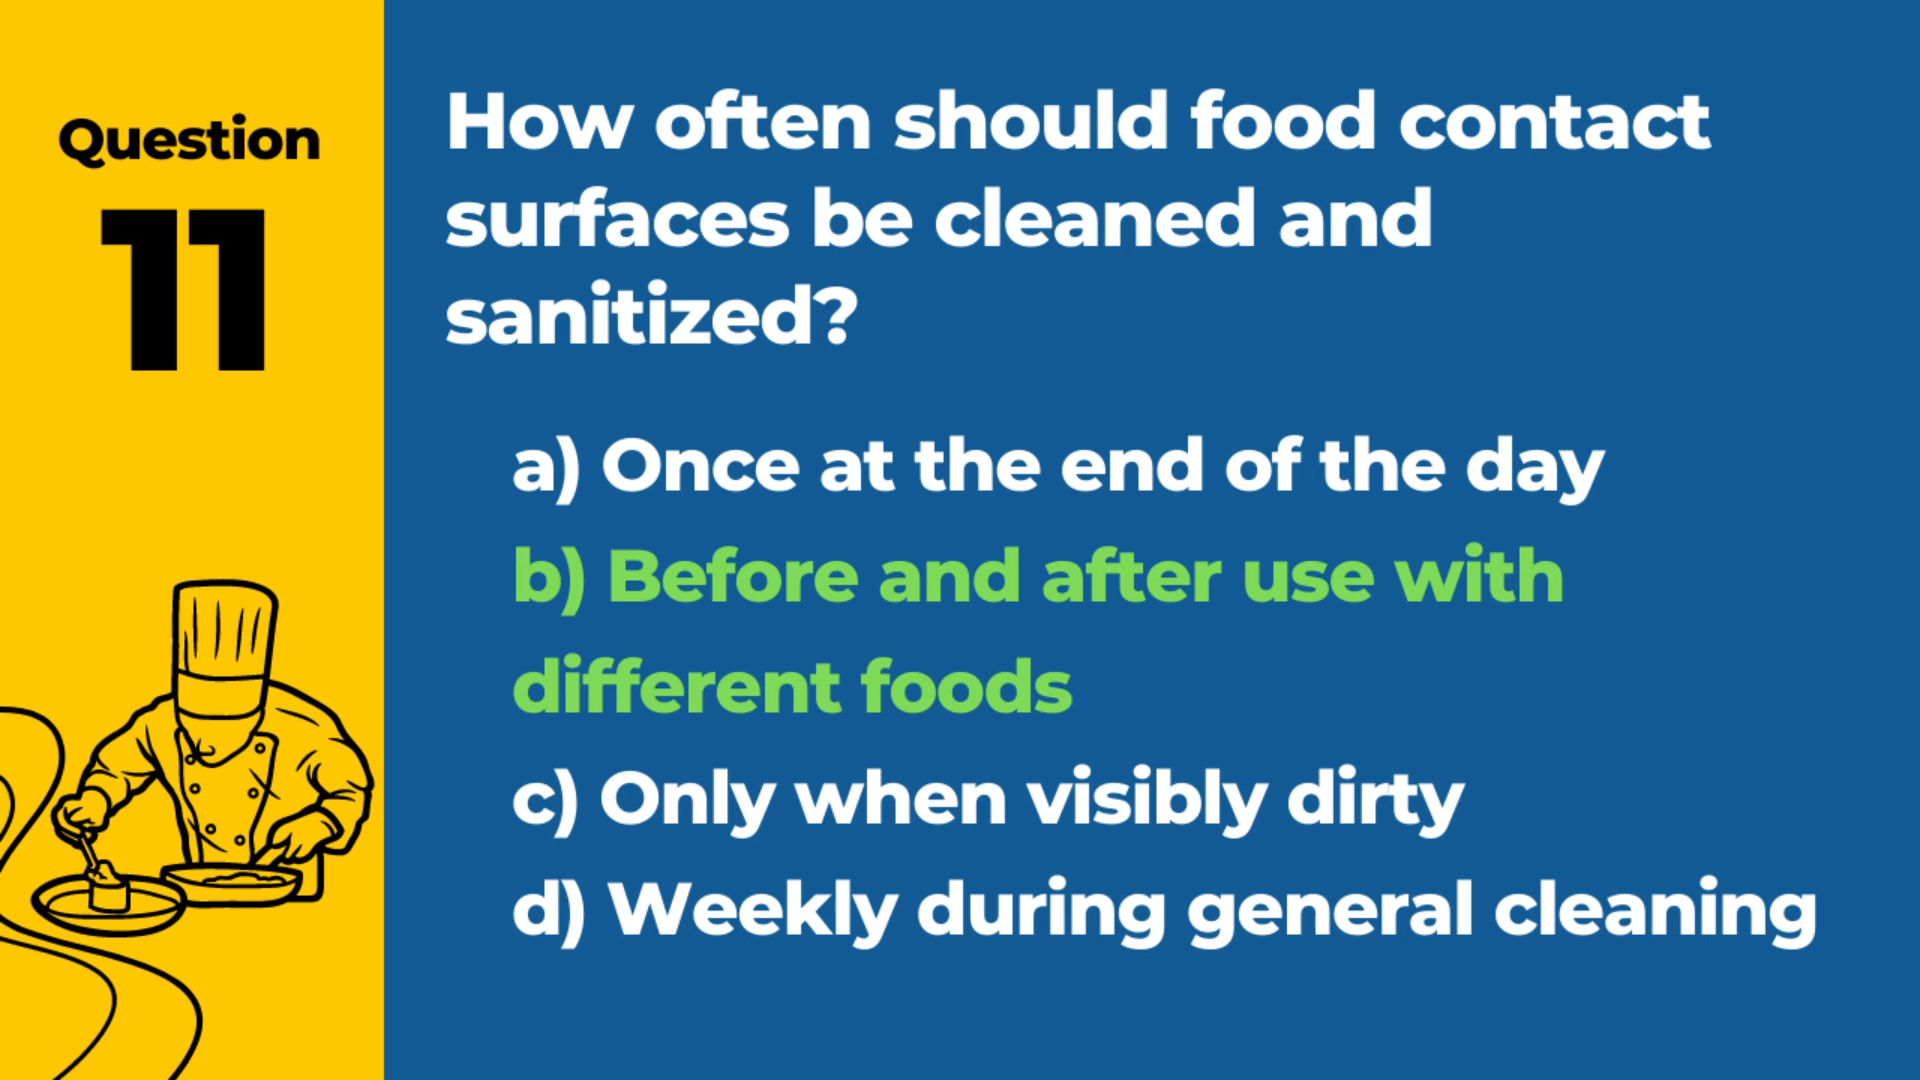 Question
11
How often should food contact
surfaces be cleaned and
sanitized?
a) Once at the end of the day
b) Before and after use with
different foods
c) Only when visibly dirty
d) Weekly during general cleaning